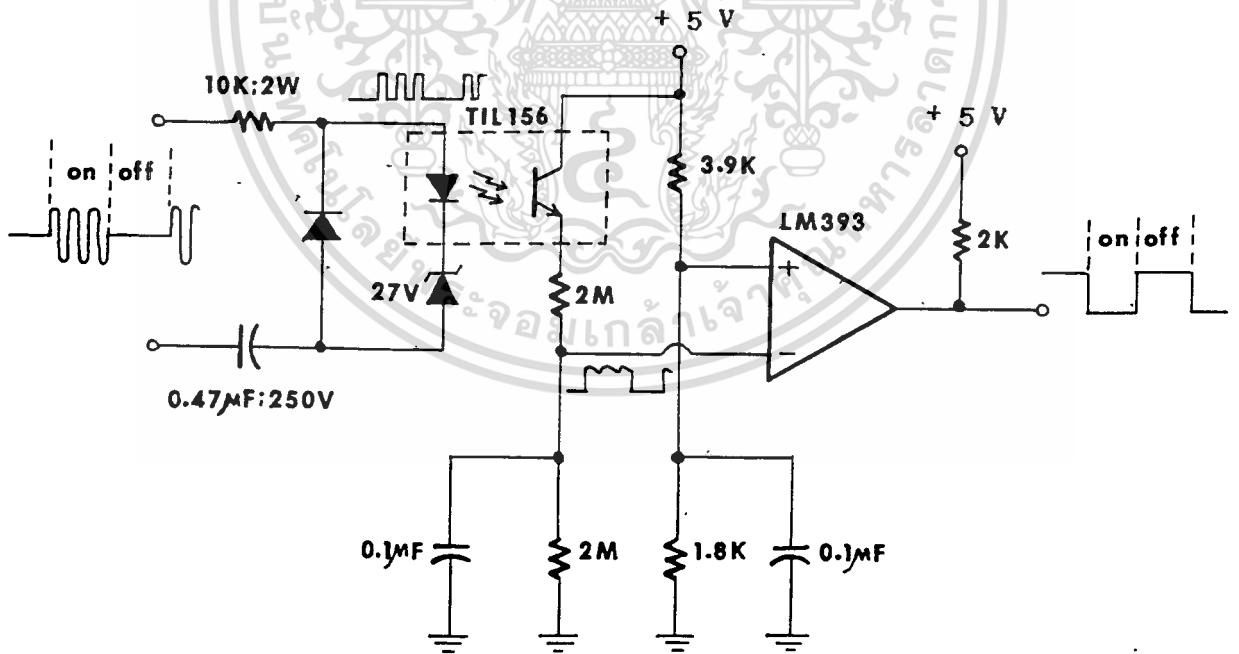 + 5 V
10K:2W
TIL156
+ 5 V
on off
3.9K
LM393
2K
on off
27V
2M
+
-
0.47µF:250V
0.1µF
2M
1.8K
0.1µF